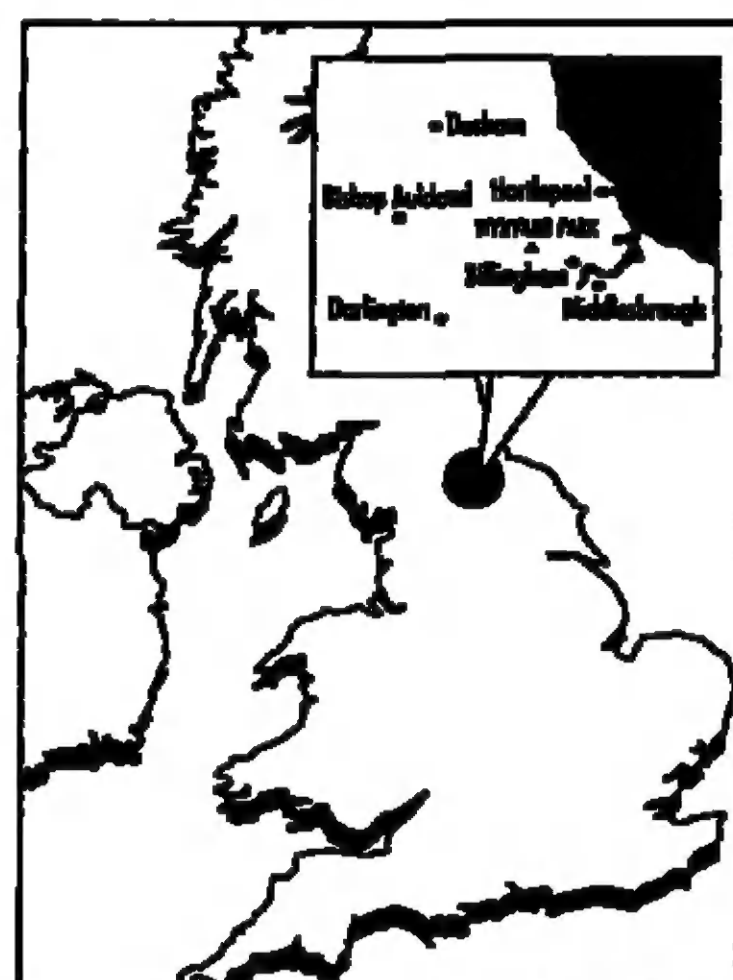 Durham
Bishop Auckland Hartlepool
WYNYARD PARK
Billingham
Darlington Middlesbrough